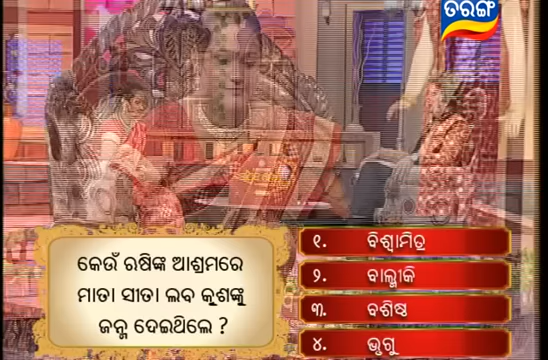 ତରଙ୍ଗ
କେଉଁ ଋଷିଙ୍କ ଆଶ୍ରମରେ
ମାତା ସୀତା ଲବ କୁଶଙ୍କୁ
ଜନ୍ମ ଦେଇଥିଲେ ?
୧. ବିଶ୍ୱାମିତ୍ର
୨. ବାଲ୍ମୀକି
୩. ବଶିଷ୍ଠ
୪. ଭୃଗୁ